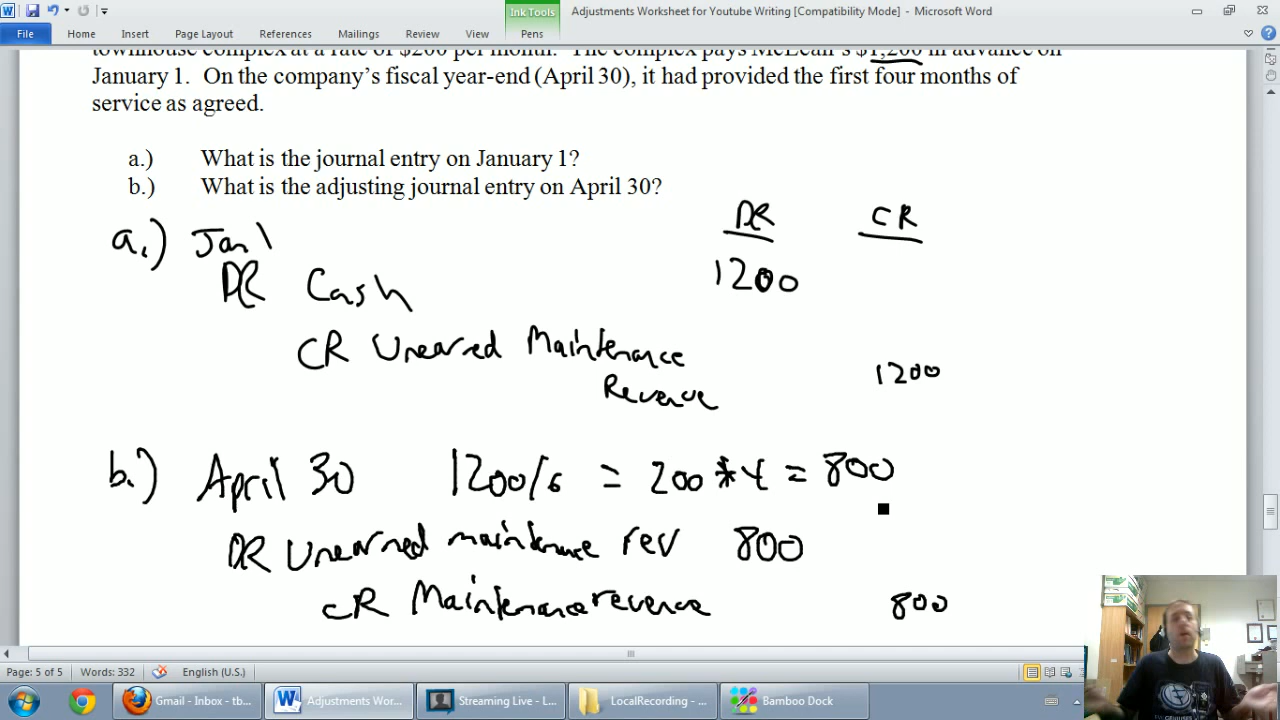 Ink Tools
Adjustments Worksheet for Youtube Writing [Compatibility Mode] - Microsoft Word
File Home Insert Page Layout References Mailings Review View Pens
townhouse complex at a rate of $200 per month. The complex pays McLean's $1,200 in advance on
January 1. On the company's fiscal year-end (April 30), it had provided the first four months of
service as agreed.
a.) What is the journal entry on January 1?
b.) What is the adjusting journal entry on April 30?
DR CR
a.) Jan 1
DR Cash 1200
CR Unearned Maintenance
Revenue 1200
b.) April 30 1200/6 = 200 * 4 = 800
DR Unearned maintenance rev 800
CR Maintenance revenue 800
Page: 5 of 5 Words: 332 English (U.S.)
Gmail - Inbox - tb... Adjustments Wor... Streaming Live - L... LocalRecording - ... Bamboo Dock